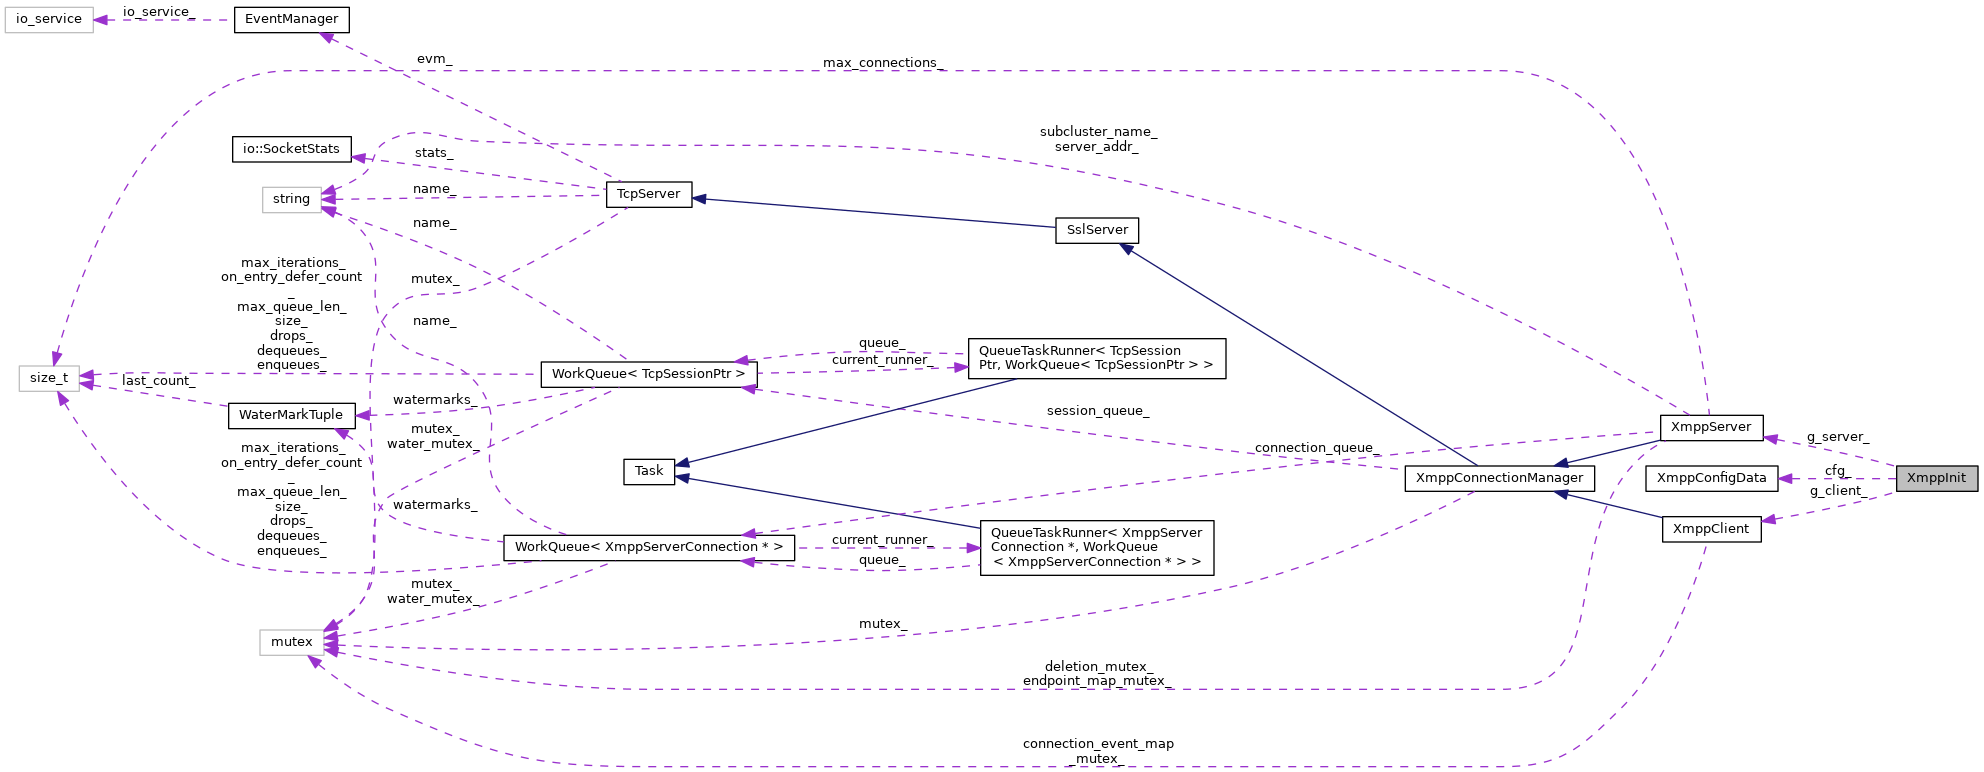 io_service
io_service_
EventManager
evm_
max_connections_
subcluster_name_
server_addr_
io::SocketStats
stats_
string
name_
TcpServer
name_
SslServer
max_iterations_
on_entry_defer_count
_
max_queue_len_
size_
drops_
dequeues_
enqueues_
mutex_
name_
size_t
last_count_
WorkQueue< TcpSessionPtr >
queue_
current_runner_
QueueTaskRunner< TcpSession
Ptr, WorkQueue< TcpSessionPtr > >
WaterMarkTuple
watermarks_
mutex_
water_mutex_
session_queue_
connection_queue_
XmppServer
g_server_
max_iterations_
on_entry_defer_count
_
max_queue_len_
size_
drops_
dequeues_
enqueues_
Task
XmppConnectionManager
XmppConfigData
cfg_
XmppInit
g_client_
watermarks_
WorkQueue< XmppServerConnection * >
current_runner_
queue_
QueueTaskRunner< XmppServer
Connection *, WorkQueue
< XmppServerConnection * > >
XmppClient
mutex_
water_mutex_
mutex
mutex_
deletion_mutex_
endpoint_map_mutex_
connection_event_map
_mutex_